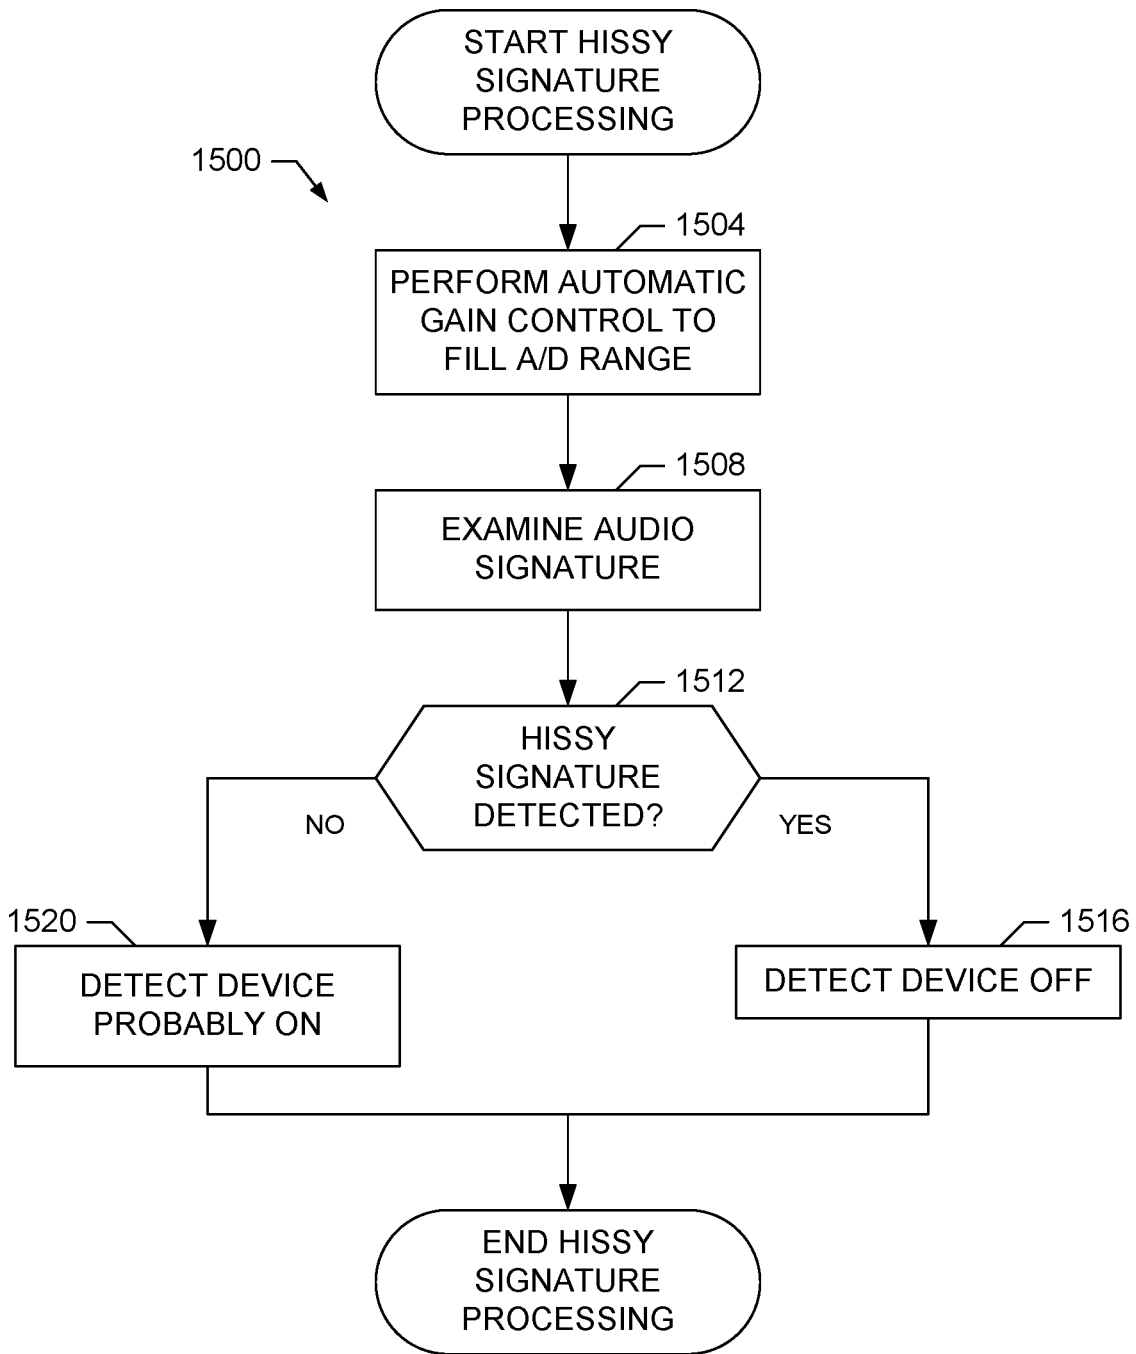 START HISSY
SIGNATURE
PROCESSING
1500
1504
PERFORM AUTOMATIC
GAIN CONTROL TO
FILL A/D RANGE
1508
EXAMINE AUDIO
SIGNATURE
1512
HISSY
SIGNATURE
DETECTED?
NO
YES
1520
DETECT DEVICE
PROBABLY ON
1516
DETECT DEVICE OFF
END HISSY
SIGNATURE
PROCESSING